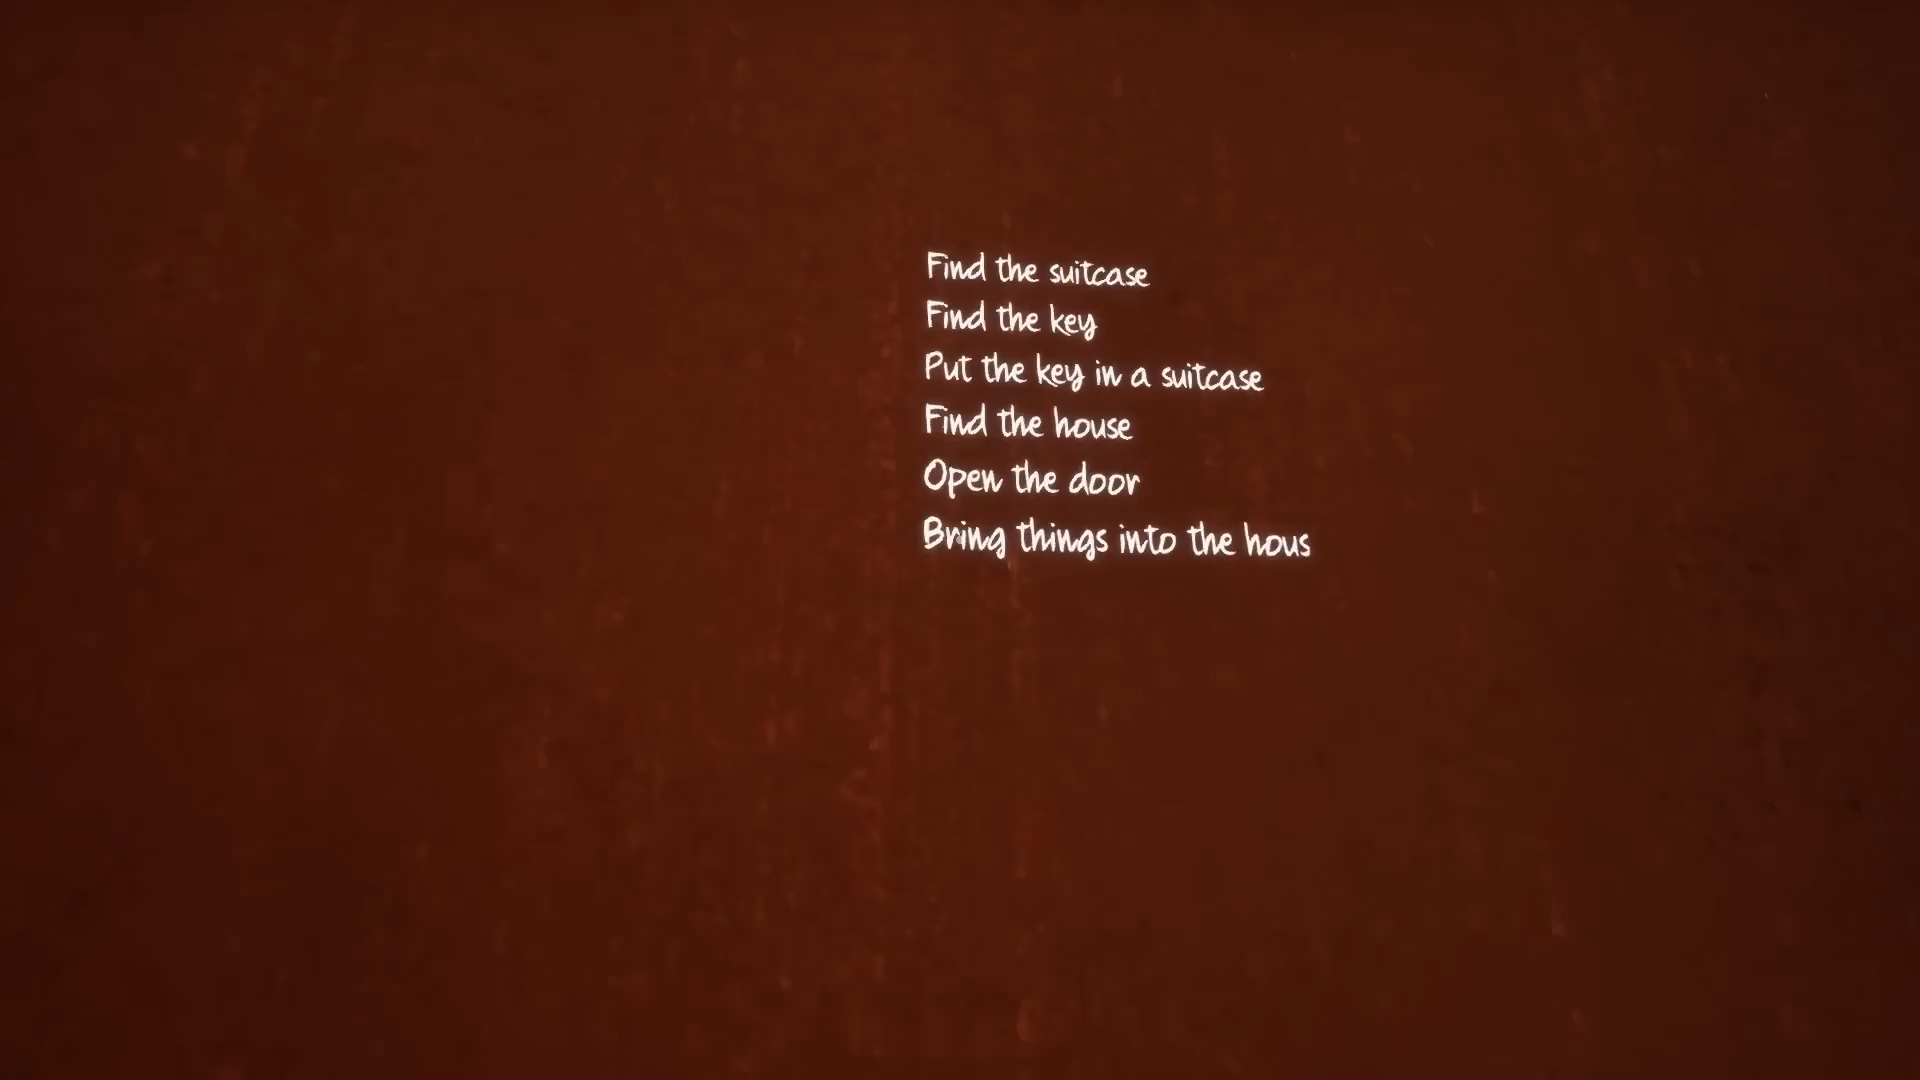 Find the suitcase
Find the key
Put the key in a suitcase
Find the house
Open the door
Bring things into the hous